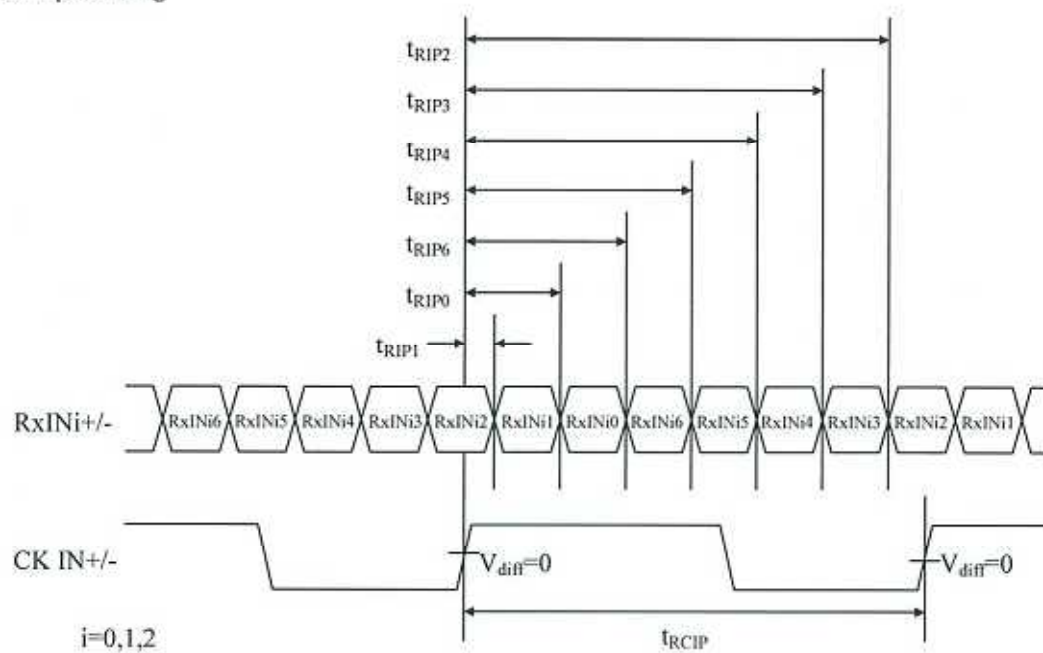 tRIP2
tRIP3
tRIP4
tRIP5
tRIP6
tRIP0
tRIP1
RxINi+/- RxINi6 RxINi5 RxINi4 RxINi3 RxINi2 RxINi1 RxINi0 RxINi6 RxINi5 RxINi4 RxINi3 RxINi2 RxINi1
CK IN+/- Vdiff=0 Vdiff=0
i=0,1,2 tRCIP